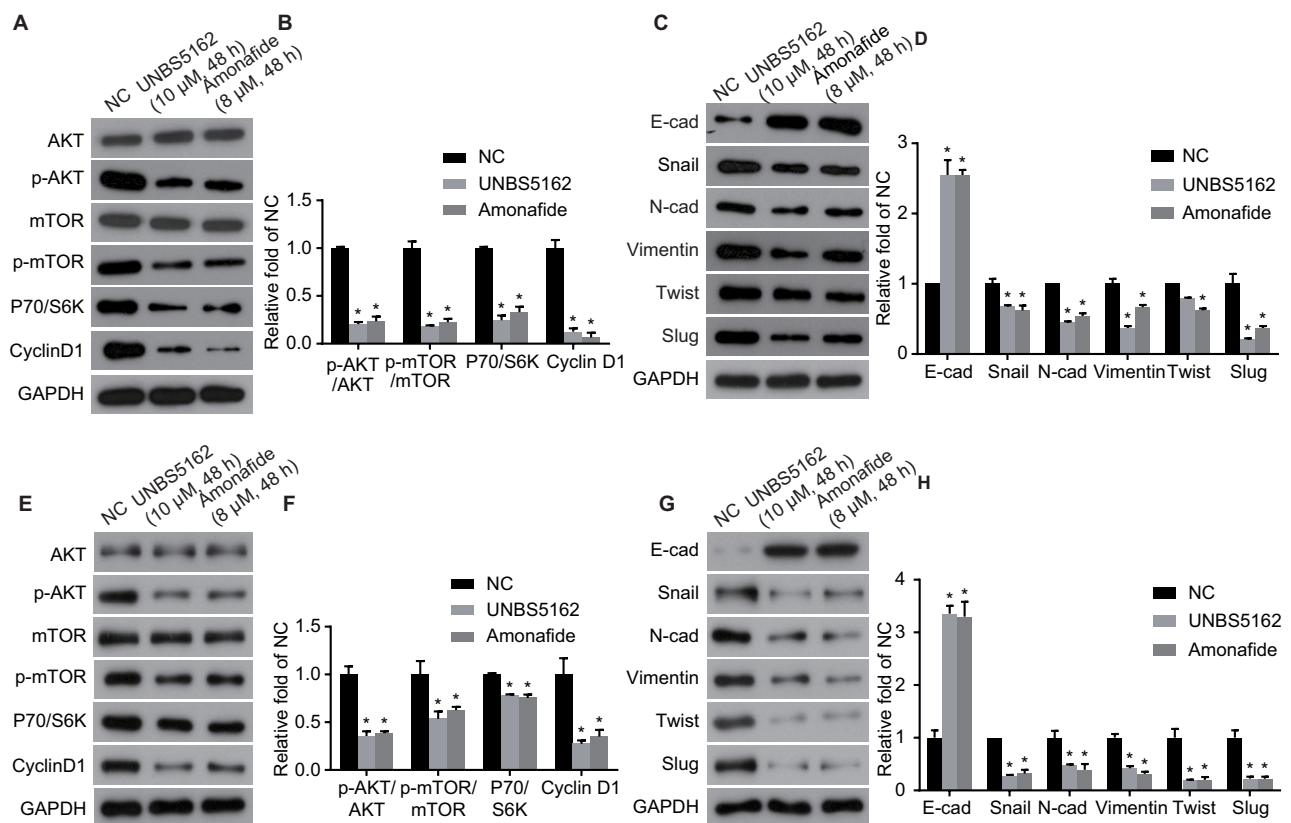 A
NC
UNBS5162
(10 μM, 48 h)
Amonafide
(8 μM, 48 h)
AKT
p-AKT
mTOR
p-mTOR
P70/S6K
CyclinD1
GAPDH
B
NC
UNBS5162
Amonafide
Relative fold of NC
1.5
1.0
0.5
0.0
* * * * * * * *
p-AKT p-mTOR P70/S6K Cyclin D1
/AKT /mTOR
C
NC
UNBS5162
(10 μM, 48 h)
Amonafide
(8 μM, 48 h)
E-cad
Snail
N-cad
Vimentin
Twist
Slug
GAPDH
D
NC
UNBS5162
Amonafide
Relative fold of NC
3
2
1
0
* * * * * * * * * * *
E-cad Snail N-cad Vimentin Twist Slug
E
NC
UNBS5162
(10 μM, 48 h)
Amonafide
(8 μM, 48 h)
AKT
p-AKT
mTOR
p-mTOR
P70/S6K
CyclinD1
GAPDH
F
NC
UNBS5162
Amonafide
Relative fold of NC
1.5
1.0
0.5
0.0
* * * * * * * *
p-AKT/ p-mTOR/ P70/ Cyclin D1
AKT mTOR S6K
G
NC
UNBS5162
(10 μM, 48 h)
Amonafide
(8 μM, 48 h)
E-cad
Snail
N-cad
Vimentin
Twist
Slug
GAPDH
H
NC
UNBS5162
Amonafide
Relative fold of NC
4
3
2
1
0
* * * * * * * * * * * *
E-cad Snail N-cad Vimentin Twist Slug